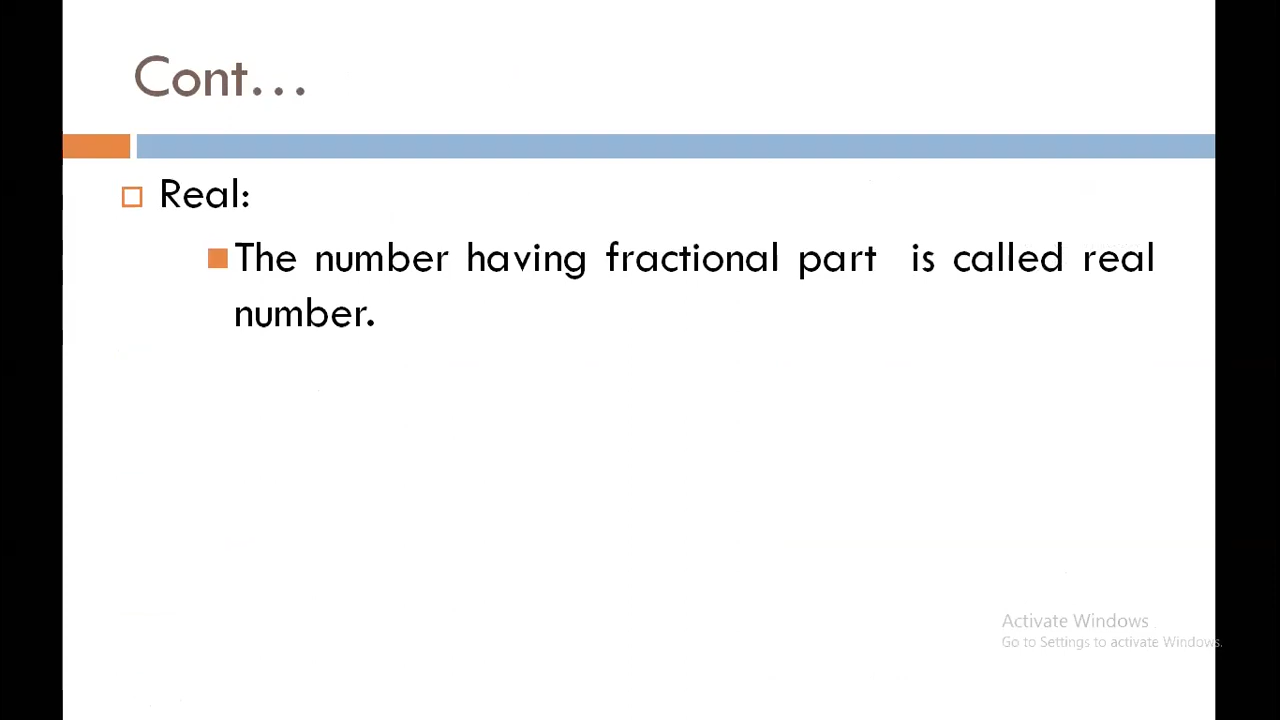 Cont...
Real:
The number having fractional part is called real
number.
Activate Windows
Go to Settings to activate Windows.